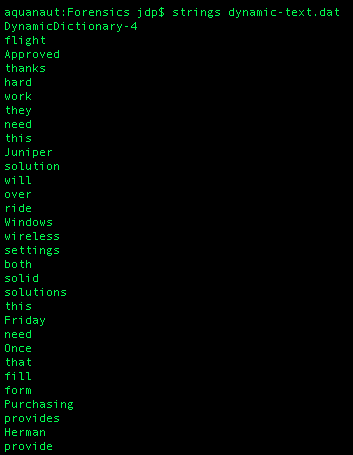 aquanaut:Forensics jdp$ strings dynamic-text.dat
DynamicDictionary-4
flight
Approved
thanks
hard
work
they
need
this
Juniper
solution
will
over
ride
Windows
wireless
settings
both
solid
solutions
this
Friday
need
Once
that
fill
form
Purchasing
provides
Herman
provide